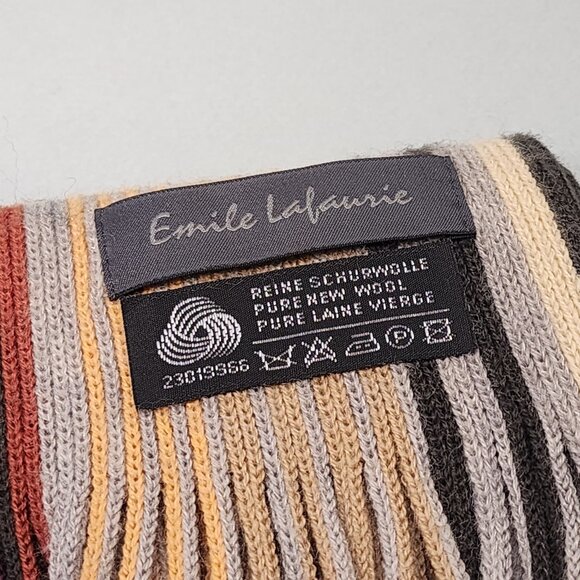 Emile Lafaurie
REINE SCHURWOLLE
PURE NEW WOOL
PURE LAINE VIERGE
23019966
P